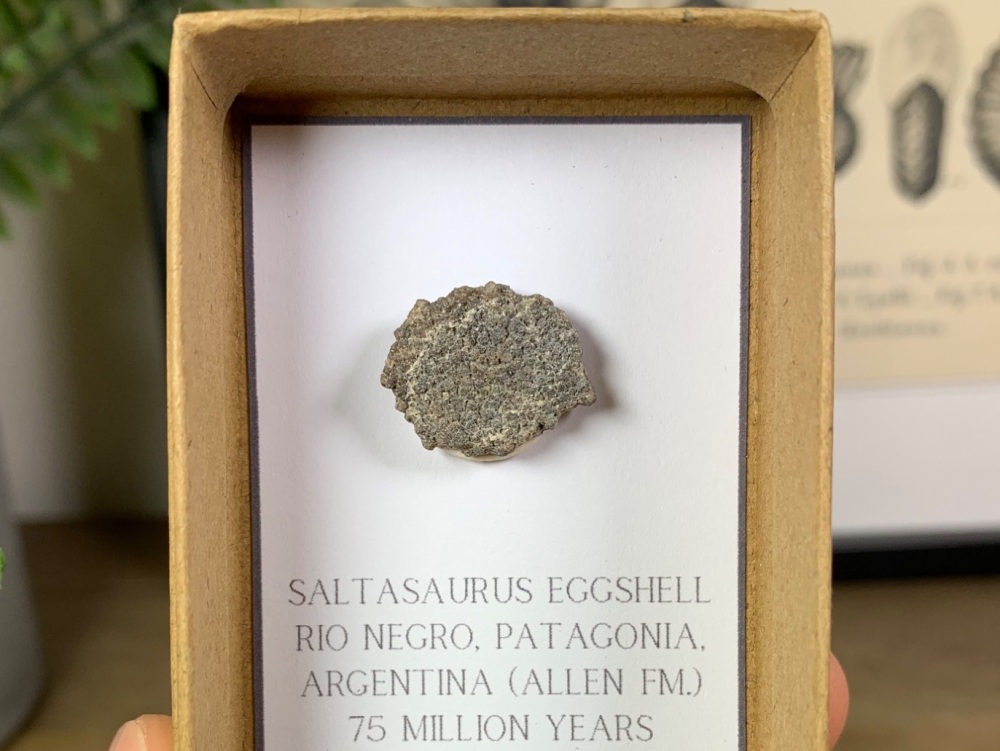 SALTASAURUS EGGSHELL
RIO NEGRO, PATAGONIA,
ARGENTINA (ALLEN FM.)
75 MILLION YEARS